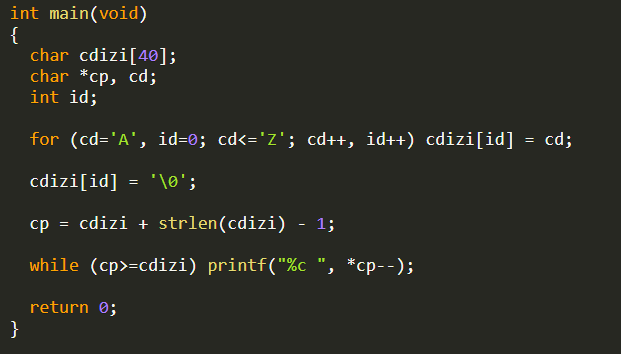 int main(void)
{
char cdizi[40];
char *cp, cd;
int id;
for (cd='A', id=0; cd<='Z'; cd++, id++) cdizi[id] = cd;
cdizi[id] = '\0';
cp = cdizi + strlen(cdizi) - 1;
while (cp>=cdizi) printf("%c ", *cp--);
return 0;
}